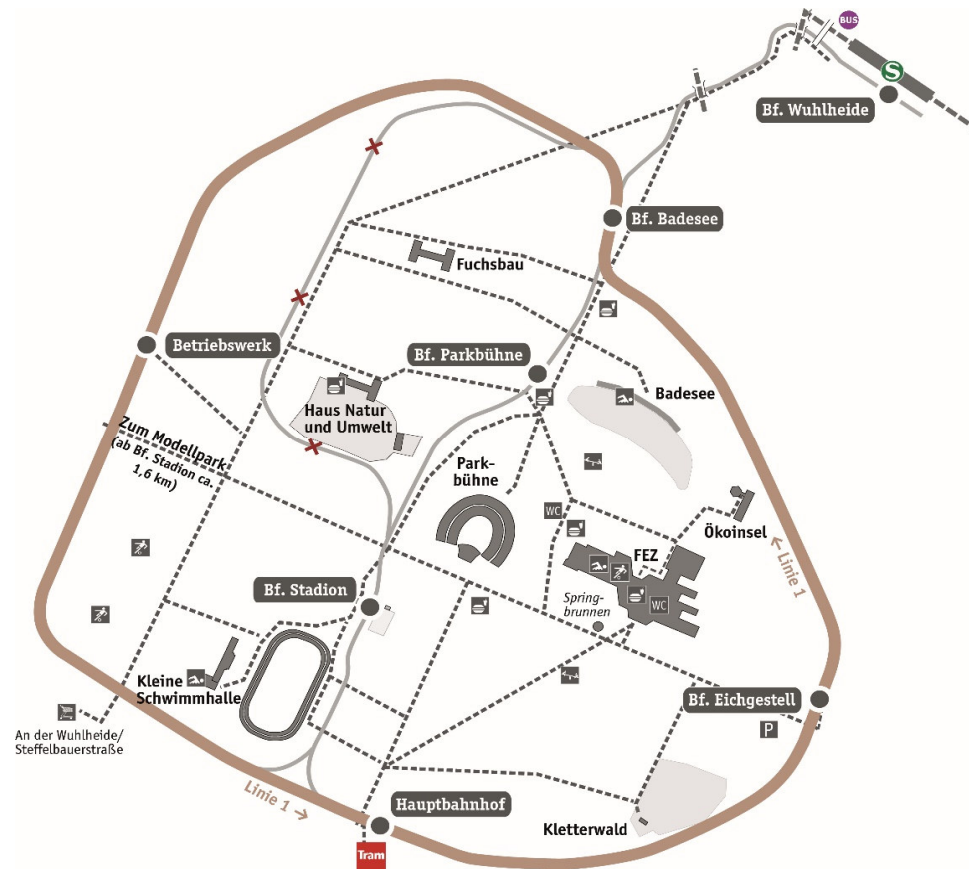 BUS
S
Bf. Wuhlheide
Bf. Badesee
Fuchsbau
Betriebswerk
Bf. Parkbühne
Badesee
Haus Natur
und Umwelt
Zum Modellpark
(ab Bf. Stadion ca.
1,6 km)
Park-
bühne
WC
Ökoinsel
FEZ
← Linie 1
Bf. Stadion
Spring-
brunnen
WC
Kleine
Schwimmhalle
Bf. Eichgestell
P
An der Wuhlheide/
Steffelbauerstraße
Linie 1 →
Hauptbahnhof
Kletterwald
Tram